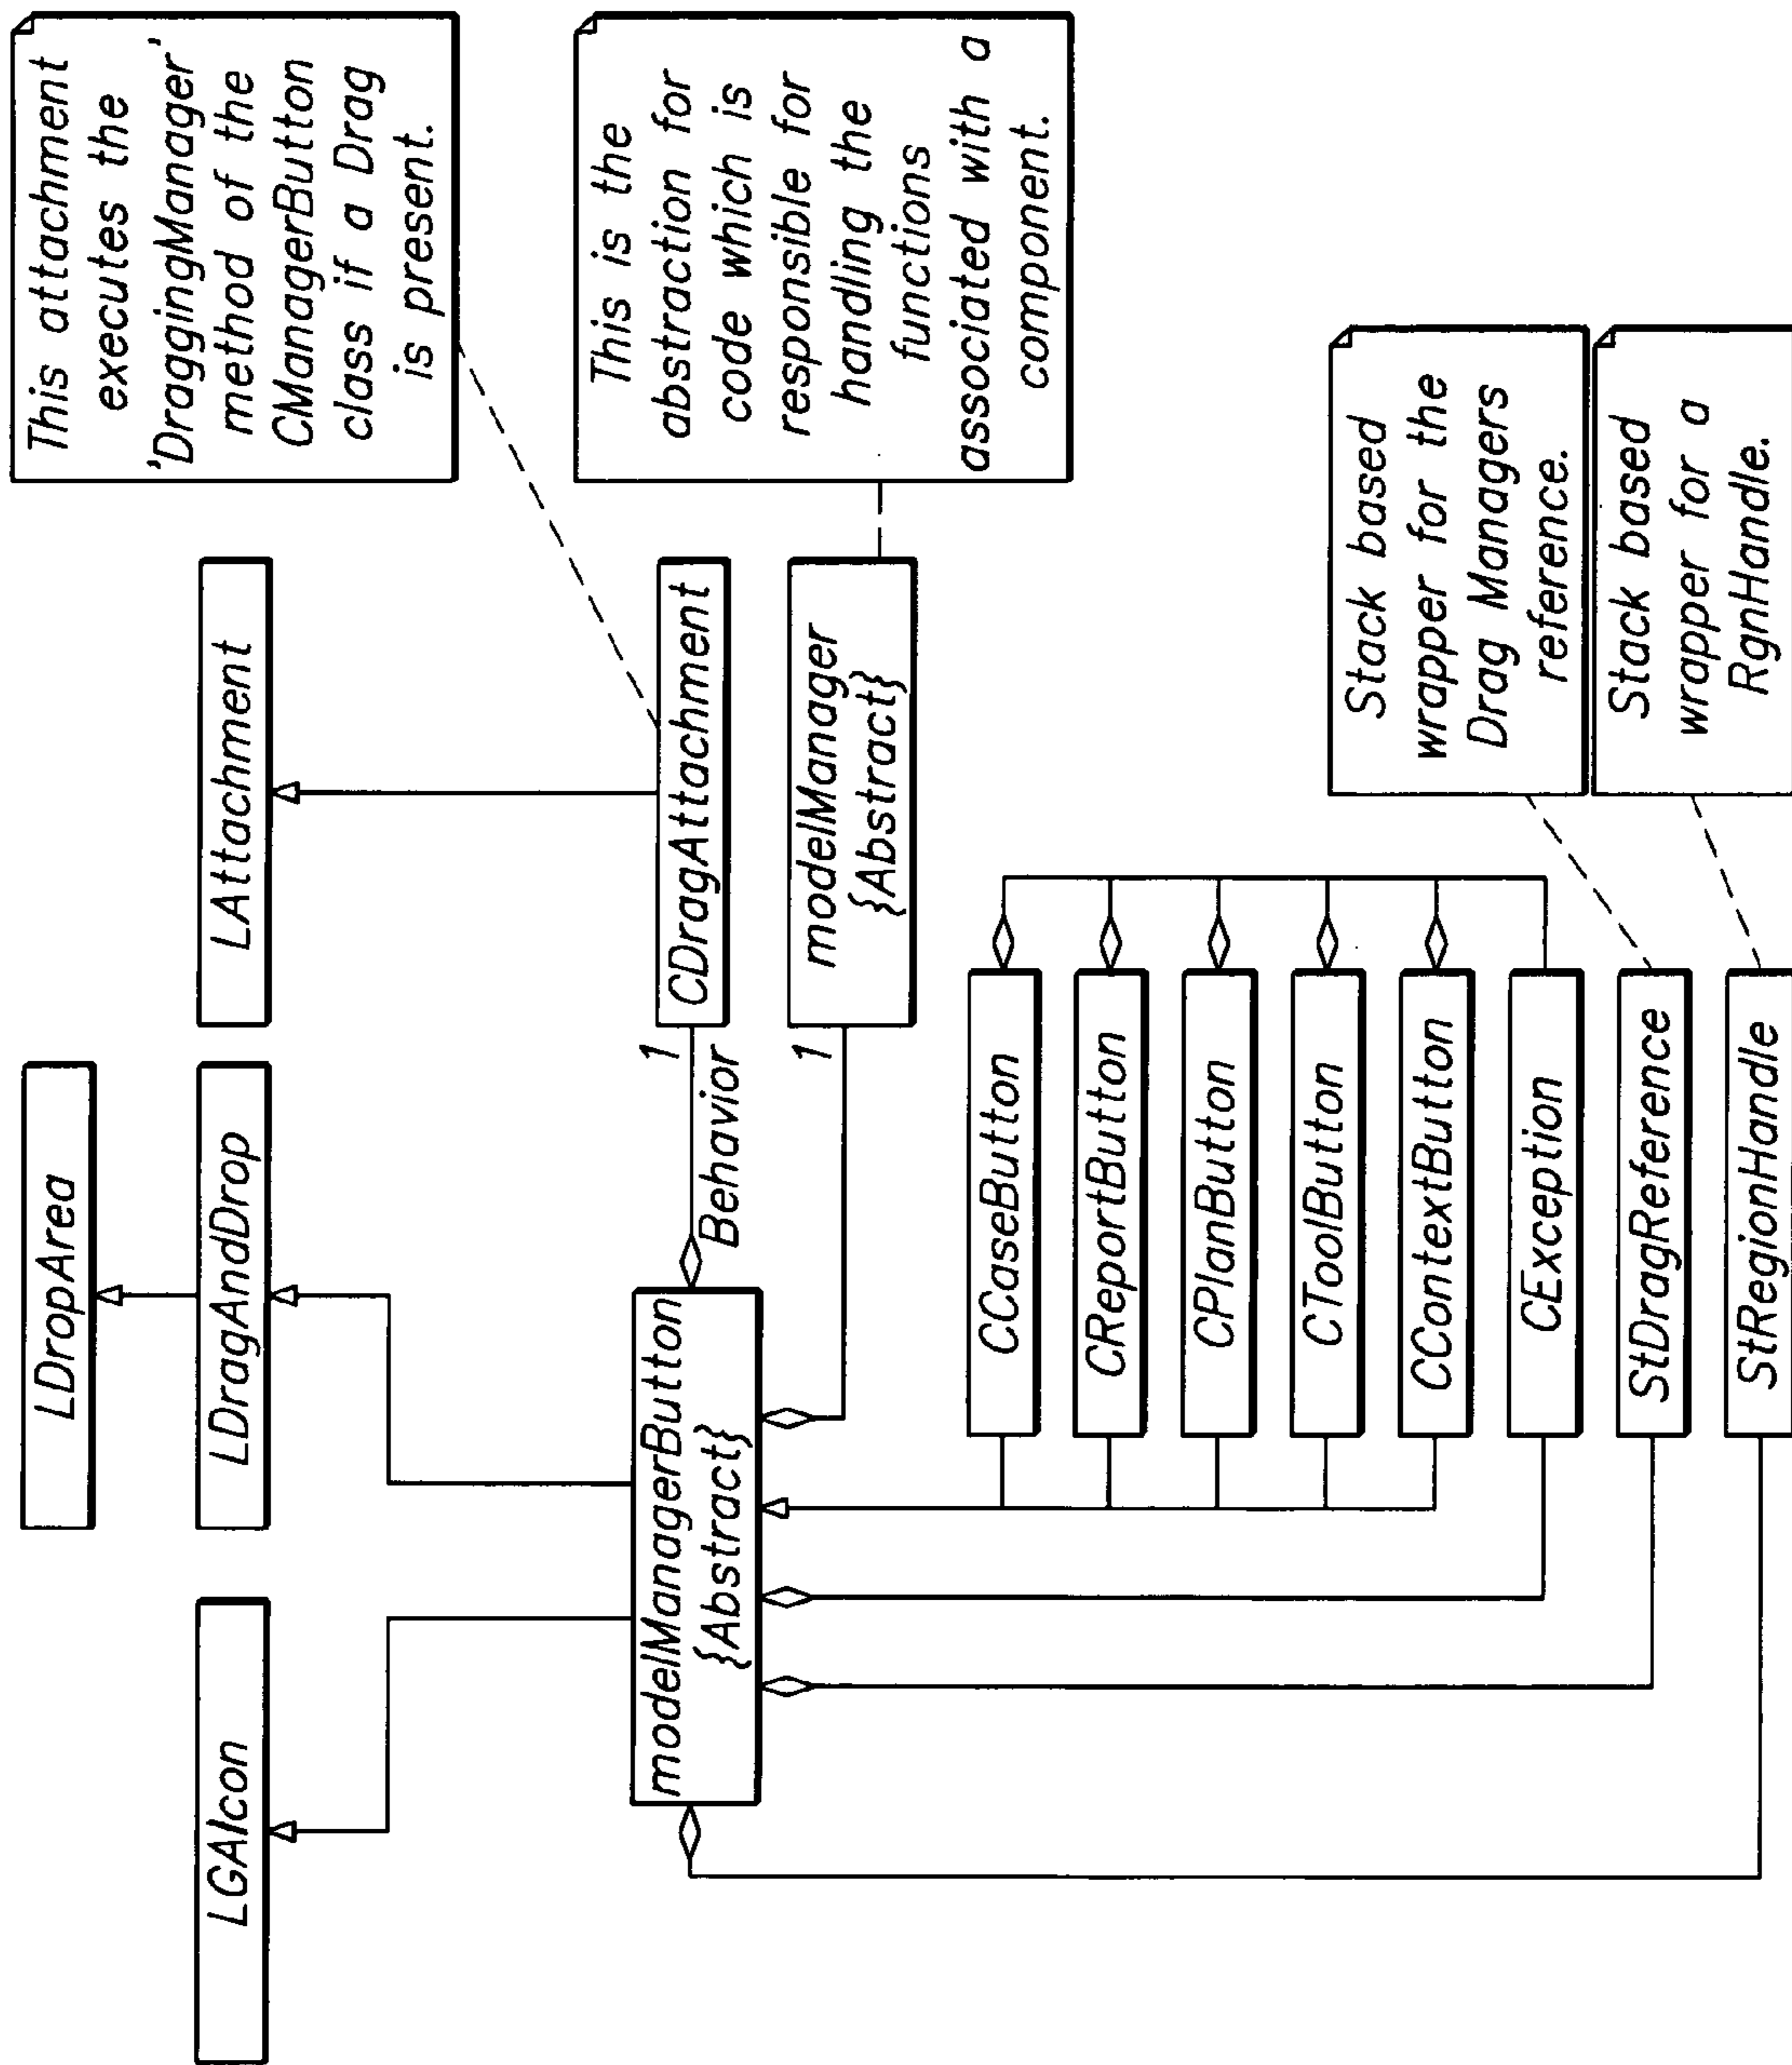 LDropArea
LGAIcon
LDragAndDrop
LAttachment
This attachment
executes the
'DraggingManager'
method of the
CManagerButton
class if a Drag
is present.
modelManagerButton
{Abstract}
1
Behavior
CDragAttachment
1
modelManager
{Abstract}
This is the
abstraction for
code which is
responsible for
handling the
functions
associated with a
component.
CCaseButton
CReportButton
CPlanButton
CToolButton
CContextButton
CException
StDragReference
StRegionHandle
Stack based
wrapper for the
Drag Managers
reference.
Stack based
wrapper for a
RgnHandle.